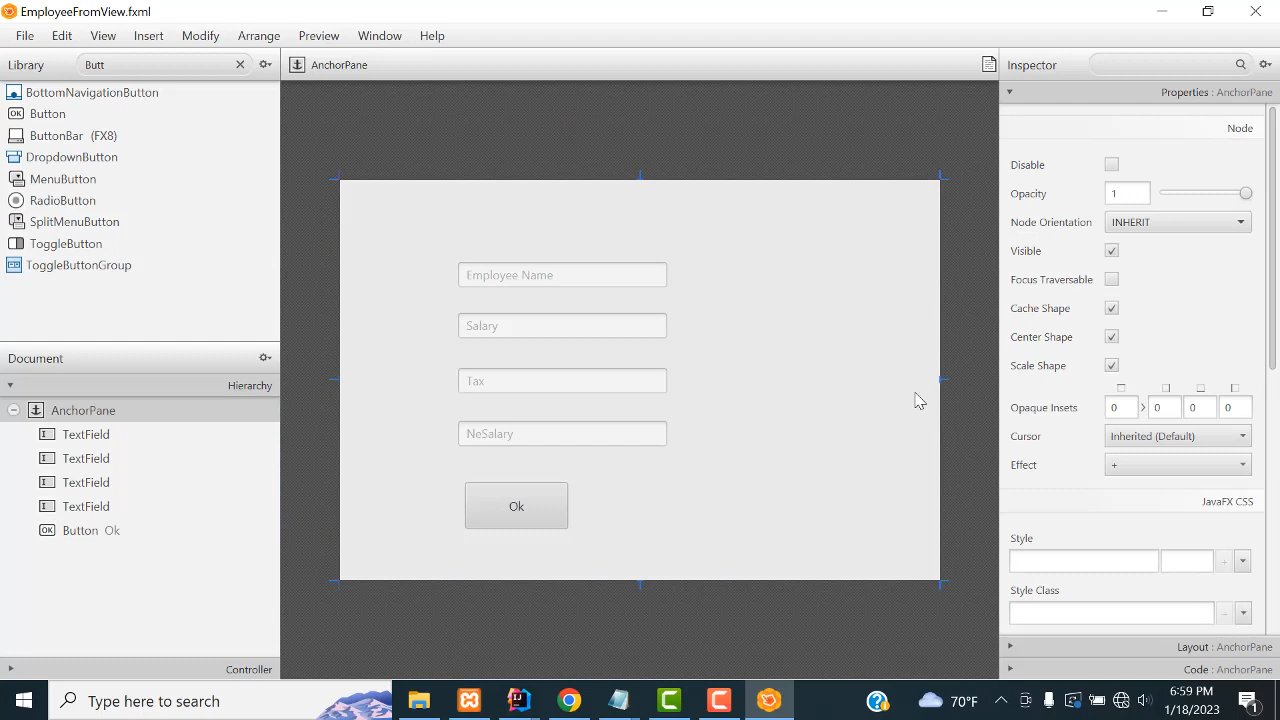 EmployeeFromView.fxml
File Edit View Insert Modify Arrange Preview Window Help
Library Butt
AnchorPane
Inspector
BottomNavigationButton
OK Button
ButtonBar (FX8)
DropdownButton
MenuButton
RadioButton
SplitMenuButton
ToggleButton
ToggleButtonGroup
Document
Hierarchy
AnchorPane
TextField
TextField
TextField
TextField
OK Button Ok
Controller
Employee Name
Salary
Tax
NeSalary
Ok
Properties : AnchorPane
Node
Disable
Opacity 1
Node Orientation INHERIT
Visible
Focus Traversable
Cache Shape
Center Shape
Scale Shape
Opaque Insets 0 > 0 0 0
Cursor Inherited (Default)
Effect +
JavaFX CSS
Style
+
Style Class
-
Layout : AnchorPane
Code : AnchorPane
Type here to search
70°F
6:59 PM
1/18/2023
1